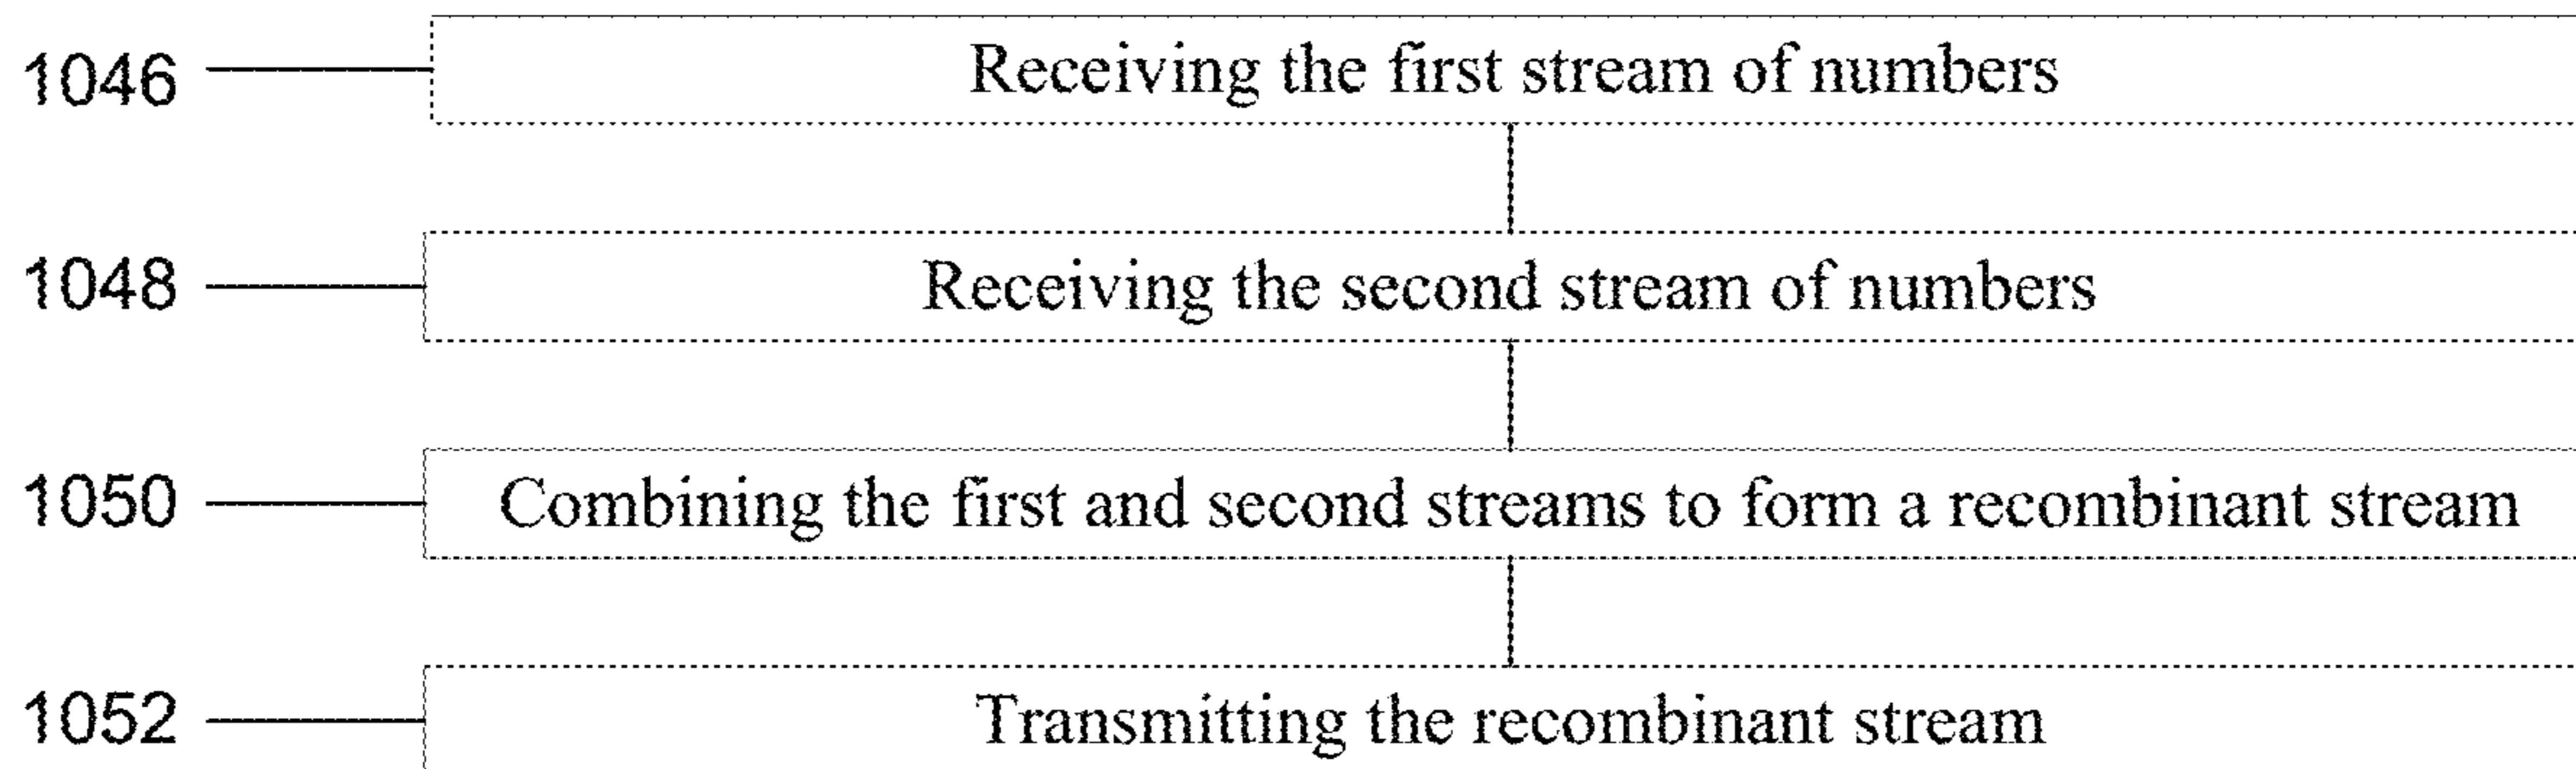 1046 Receiving the first stream of numbers
1048 Receiving the second stream of numbers
1050 Combining the first and second streams to form a recombinant stream
1052 Transmitting the recombinant stream